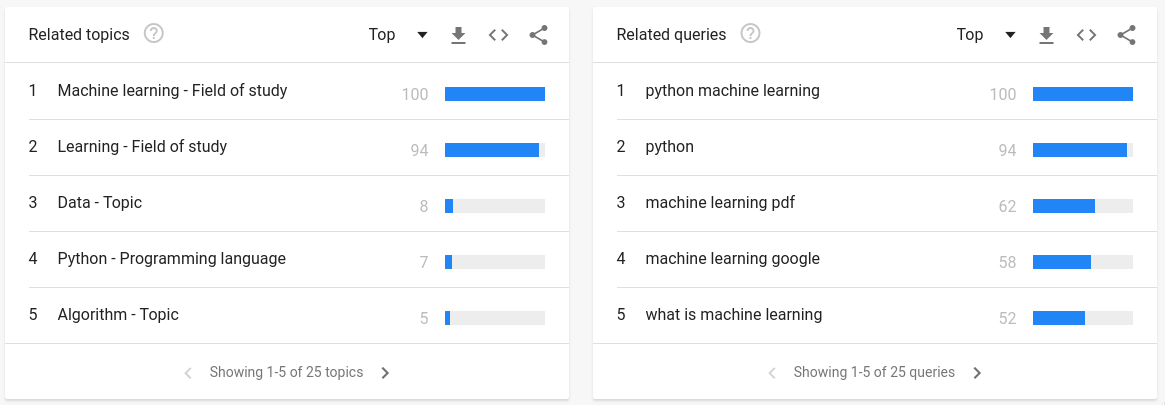 Related topics ? Top
1 Machine learning - Field of study 100
2 Learning - Field of study 94
3 Data - Topic 8
4 Python - Programming language 7
5 Algorithm - Topic 5
Showing 1-5 of 25 topics
Related queries ? Top
1 python machine learning 100
2 python 94
3 machine learning pdf 62
4 machine learning google 58
5 what is machine learning 52
Showing 1-5 of 25 queries